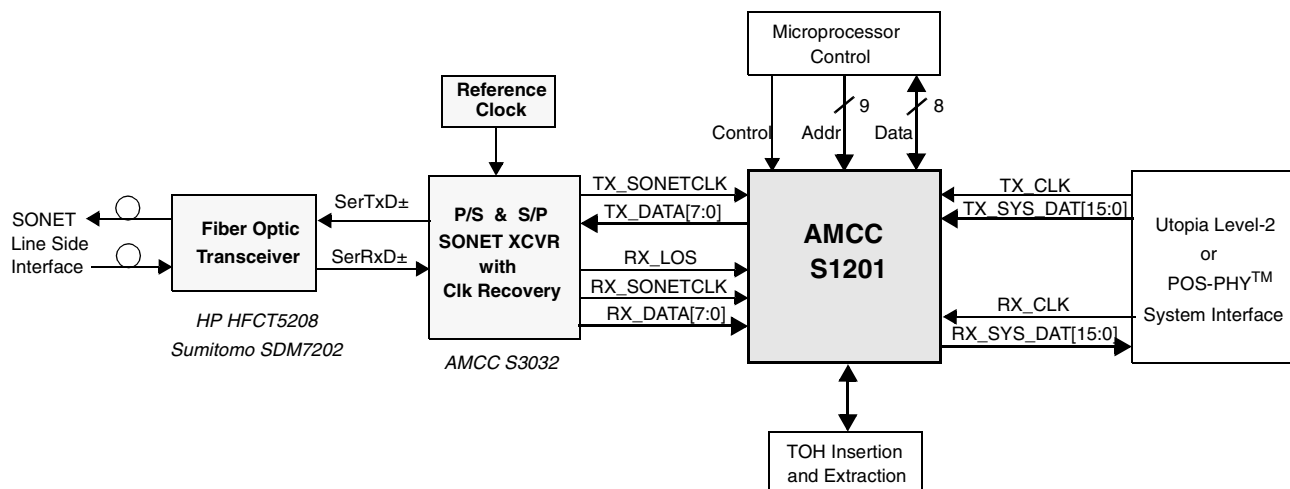 Microprocessor
Control
Reference
Clock
9
8
Control
Addr
Data
SONET
Line Side
Interface
Fiber Optic
Transceiver
SerTxD±
SerRxD±
P/S & S/P
SONET XCVR
with
Clk Recovery
TX_SONETCLK
TX_DATA[7:0]
RX_LOS
RX_SONETCLK
RX_DATA[7:0]
AMCC
S1201
TX_CLK
TX_SYS_DAT[15:0]
RX_CLK
RX_SYS_DAT[15:0]
Utopia Level-2
or
POS-PHY™
System Interface
HP HFCT5208
Sumitomo SDM7202
AMCC S3032
TOH Insertion
and Extraction